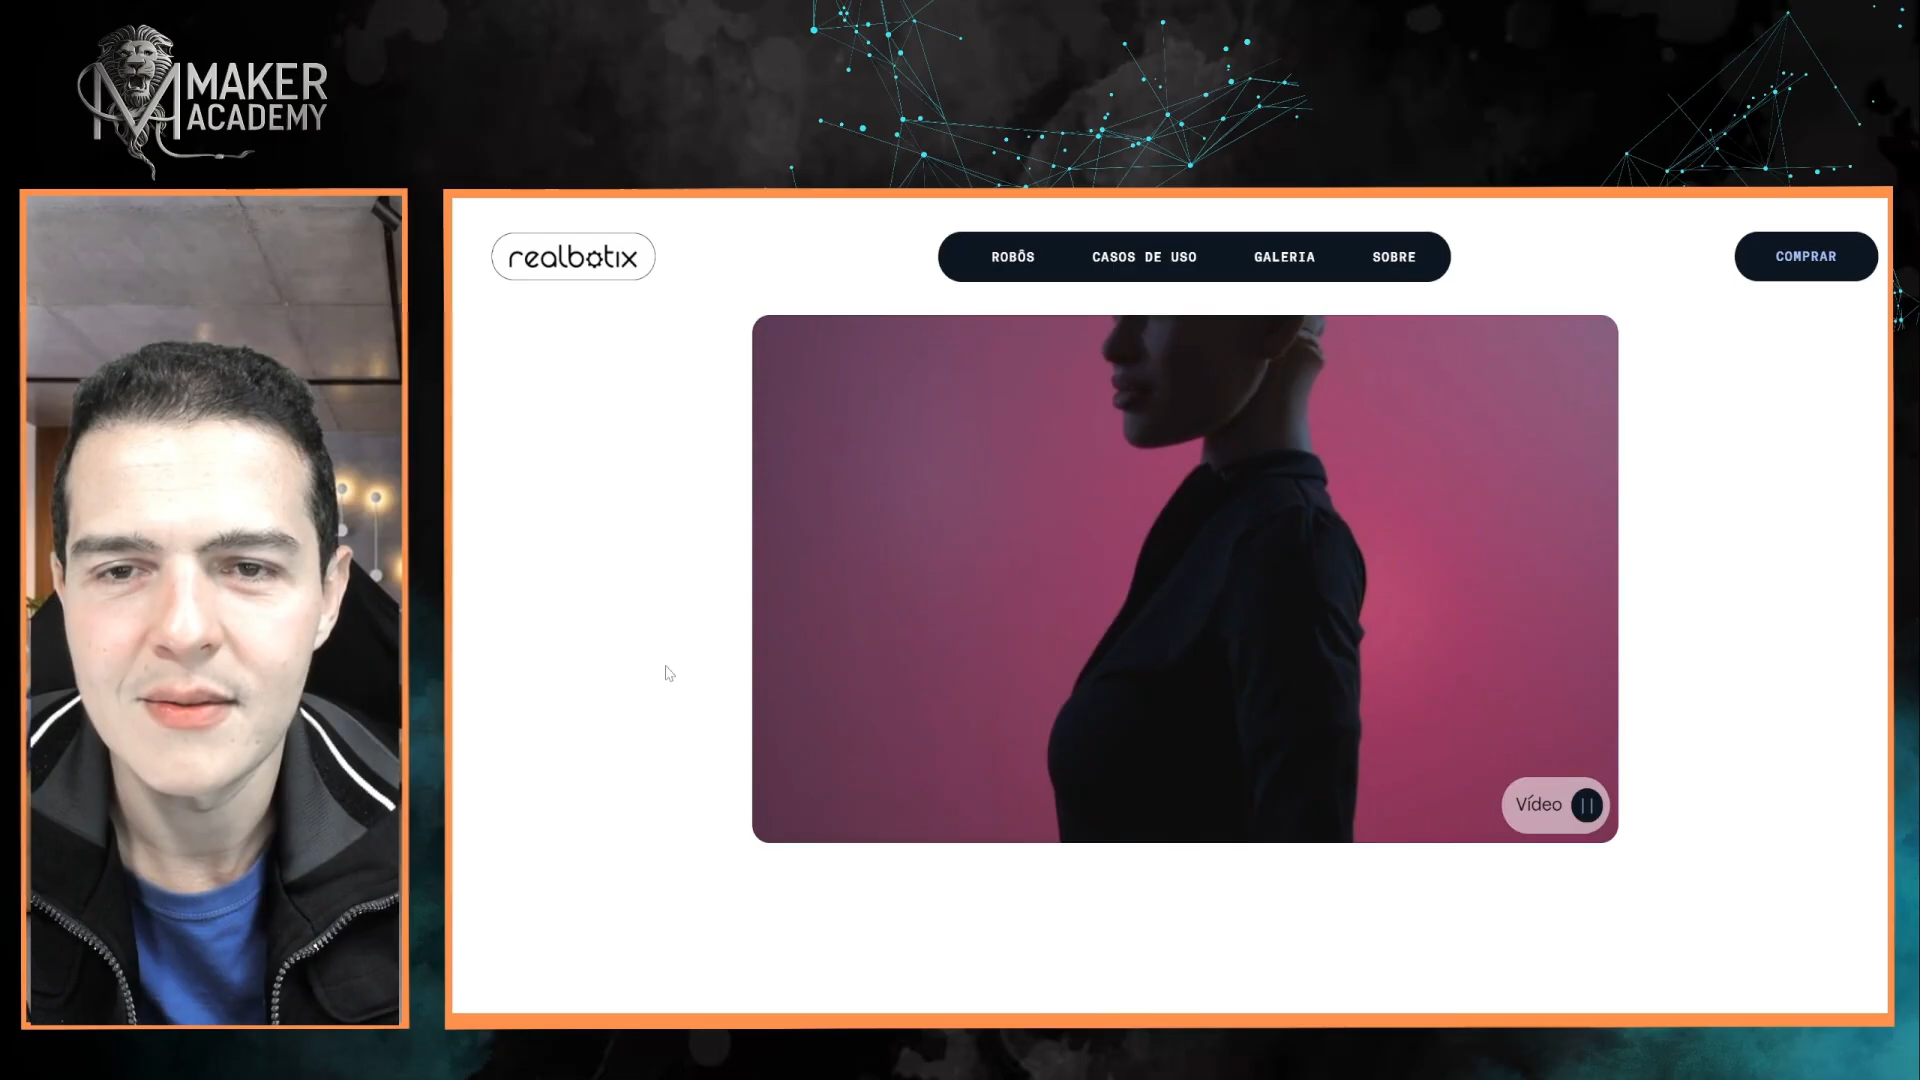 MAKER
ACADEMY
realbotix
ROBÔS
CASOS DE USO
GALERIA
SOBRE
COMPRAR
Vídeo